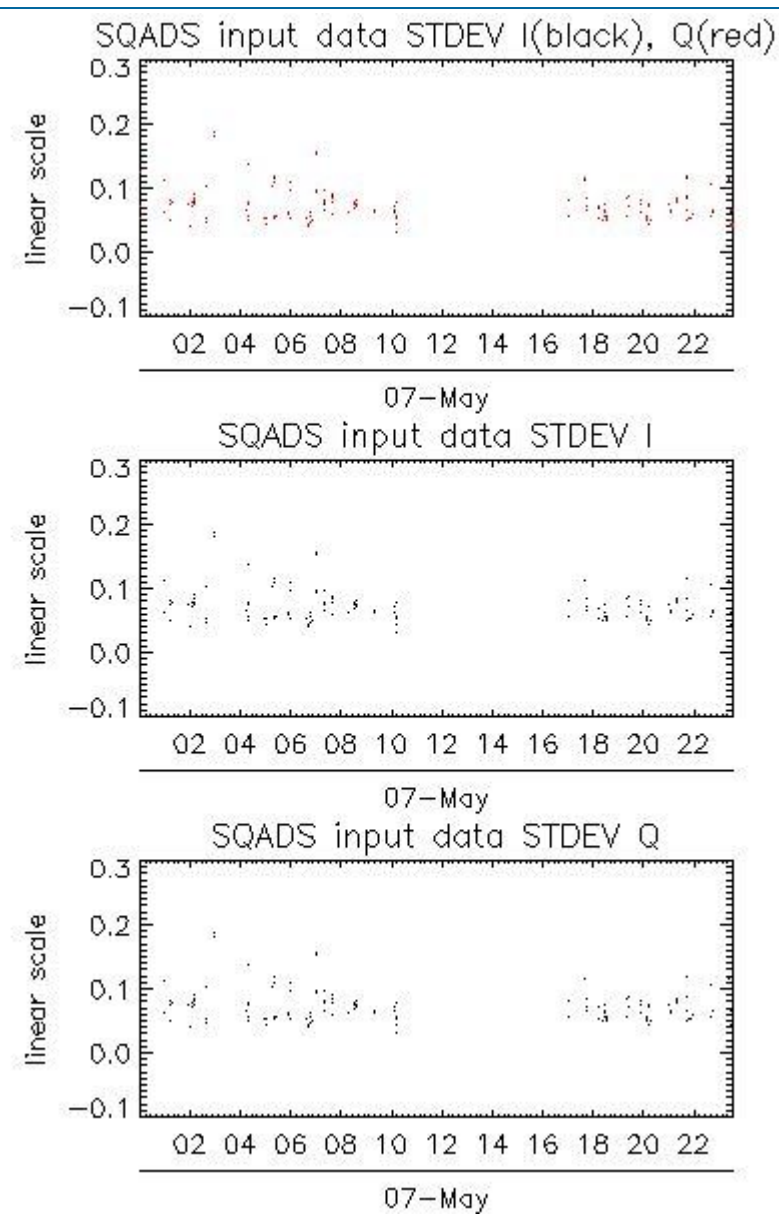 SQADS input data STDEV I(black), Q(red)
0.3
0.2
0.1
0.0
-0.1
linear scale
02 04 06 08 10 12 14 16 18 20 22
07-May
SQADS input data STDEV I
0.3
0.2
0.1
0.0
-0.1
linear scale
02 04 06 08 10 12 14 16 18 20 22
07-May
SQADS input data STDEV Q
0.3
0.2
0.1
0.0
-0.1
linear scale
02 04 06 08 10 12 14 16 18 20 22
07-May